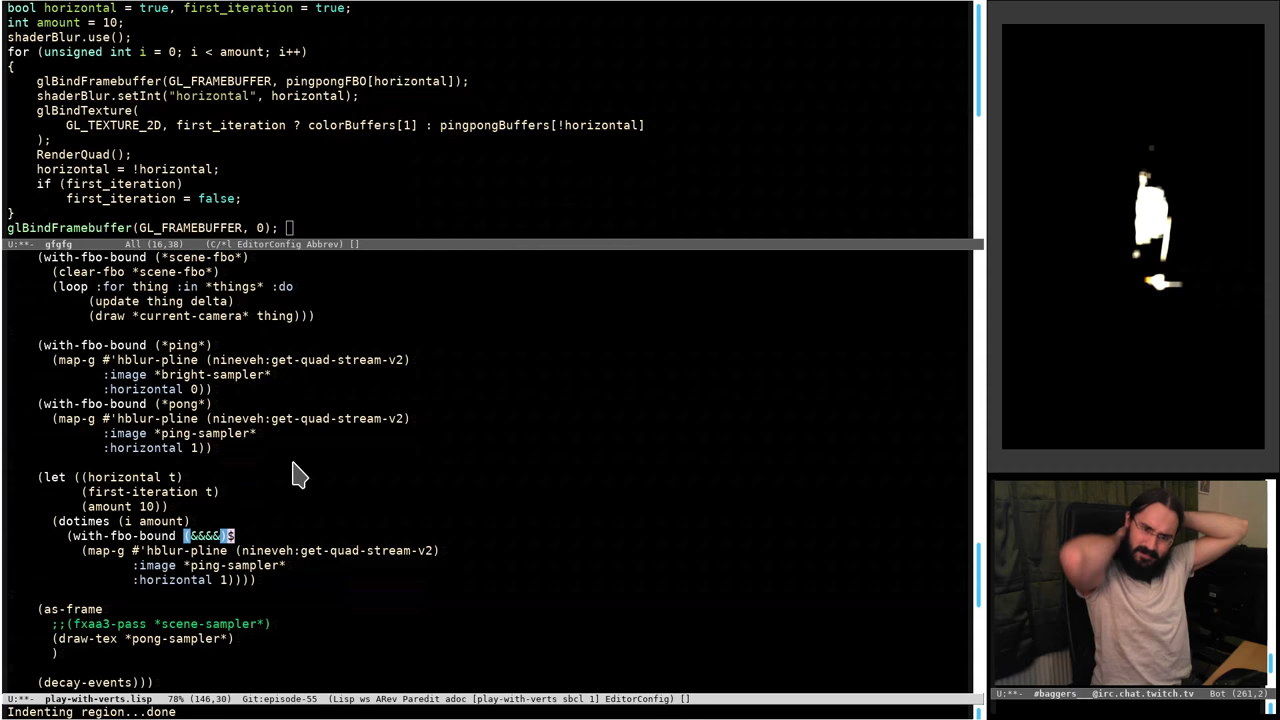 bool horizontal = true, first_iteration = true;
int amount = 10;
shaderBlur.use();
for (unsigned int i = 0; i < amount; i++)
{
    glBindFramebuffer(GL_FRAMEBUFFER, pingpongFBO[horizontal]);
    shaderBlur.setInt("horizontal", horizontal);
    glBindTexture(
        GL_TEXTURE_2D, first_iteration ? colorBuffers[1] : pingpongBuffers[!horizontal]
    );
    RenderQuad();
    horizontal = !horizontal;
    if (first_iteration)
        first_iteration = false;
}
glBindFramebuffer(GL_FRAMEBUFFER, 0);
U:**-  gfgfg       All (16,38)    (C/*l EditorConfig Abbrev) []
    (with-fbo-bound (*scene-fbo*)
      (clear-fbo *scene-fbo*)
      (loop :for thing :in *things* :do
           (update thing delta)
           (draw *current-camera* thing)))

    (with-fbo-bound (*ping*)
      (map-g #'hblur-pline (nineveh:get-quad-stream-v2)
             :image *bright-sampler*
             :horizontal 0))
    (with-fbo-bound (*pong*)
      (map-g #'hblur-pline (nineveh:get-quad-stream-v2)
             :image *ping-sampler*
             :horizontal 1))

    (let ((horizontal t)
          (first-iteration t)
          (amount 10))
      (dotimes (i amount)
        (with-fbo-bound (&&&&)$
          (map-g #'hblur-pline (nineveh:get-quad-stream-v2)
                 :image *ping-sampler*
                 :horizontal 1))))

    (as-frame
      ;;(fxaa3-pass *scene-sampler*)
      (draw-tex *pong-sampler*)
      )

    (decay-events)))
U:**-  play-with-verts.lisp   78% (146,30)  Git:episode-55  (Lisp ws ARev Paredit adoc [play-with-verts sbcl 1] EditorConfig) []
Indenting region...done
U:**-  #baggers__@irc.chat.twitch.tv   Bot (261,2)